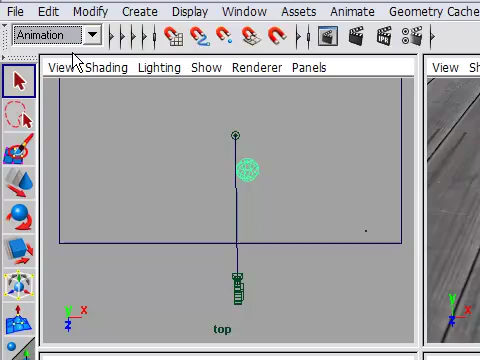 File Edit Modify Create Display Window Assets Animate Geometry Cache
Animation
IPR
View Shading Lighting Show Renderer Panels
View
y x
z
top
y x
z